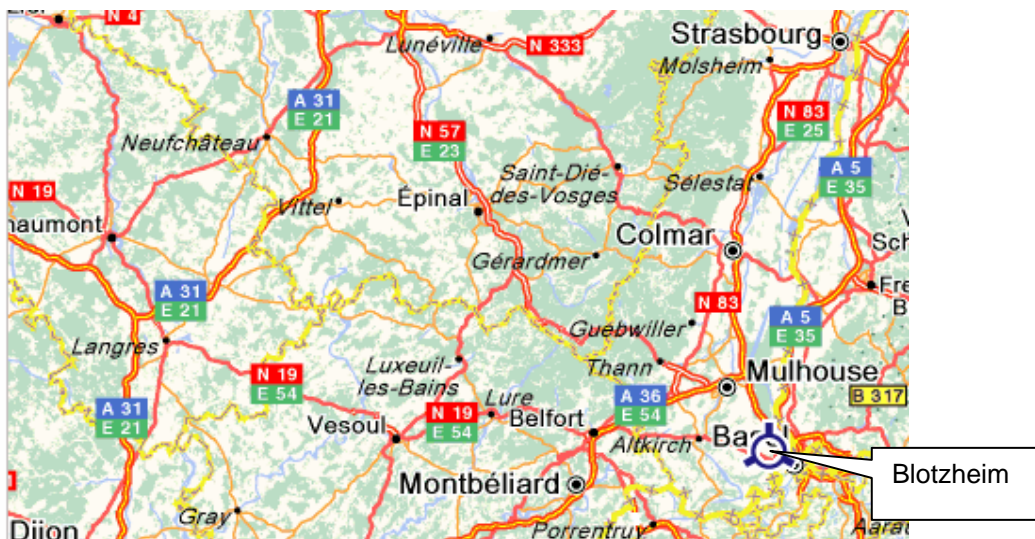 N 4
Lunéville
N 333
Strasbourg
Molsheim
A 31
E 21
N 83
E 25
Neufchâteau
N 57
E 23
A 5
E 35
N 19
Saint-Dié-
des-Vosges
Sélestat
Vittel
Épinal
haumont
Colmar
Sch
Gérardmer
Fre
B
A 31
E 21
N 83
A 5
E 35
Guebwiller
Langres
Luxeuil-
les-Bains
Thann
Mulhouse
N 19
E 54
A 36
E 54
B 317
A 31
E 21
Vesoul
N 19
E 54
Lure
Belfort
Altkirch
Blotzheim
Montbéliard
Gray
Dijon
Porrentruy
Aarau